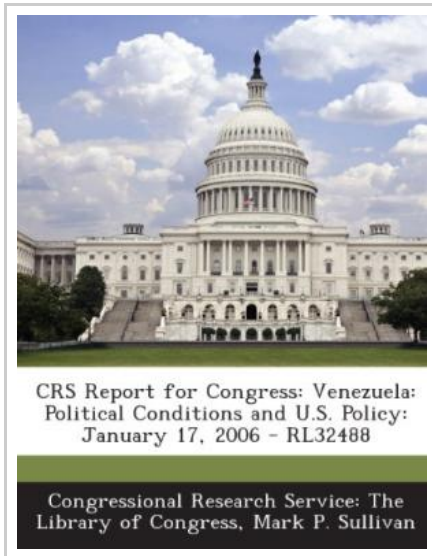 CRS Report for Congress: Venezuela:
Political Conditions and U.S. Policy:
January 17, 2006 - RL32488
Congressional Research Service: The
Library of Congress, Mark P. Sullivan